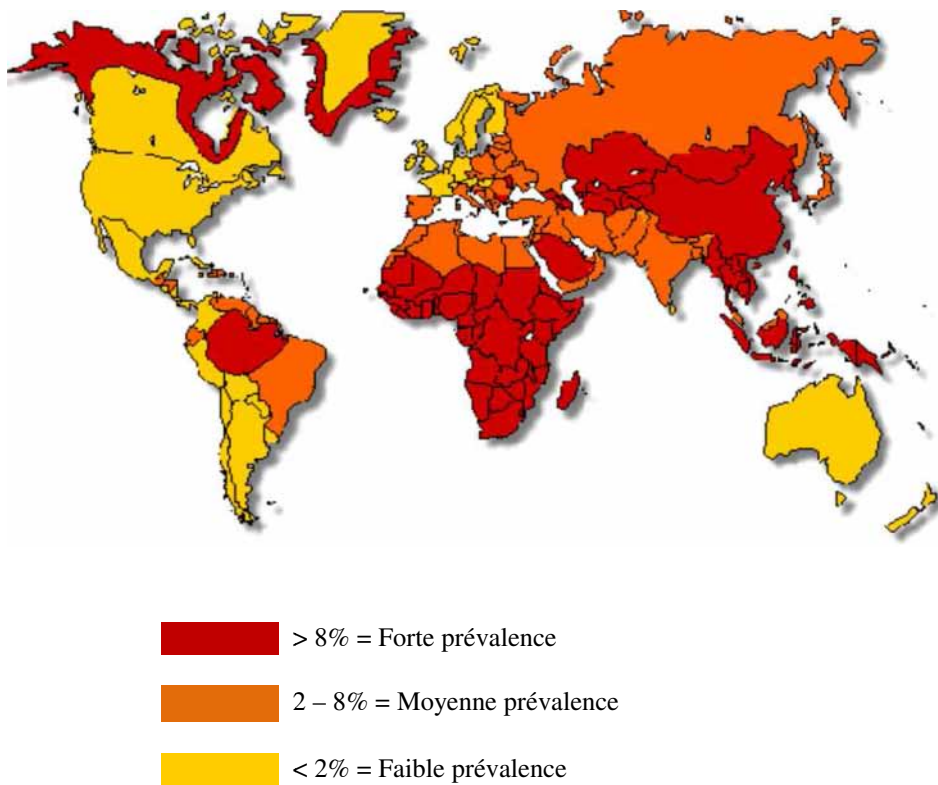 > 8% = Forte prévalence
2 – 8% = Moyenne prévalence
< 2% = Faible prévalence